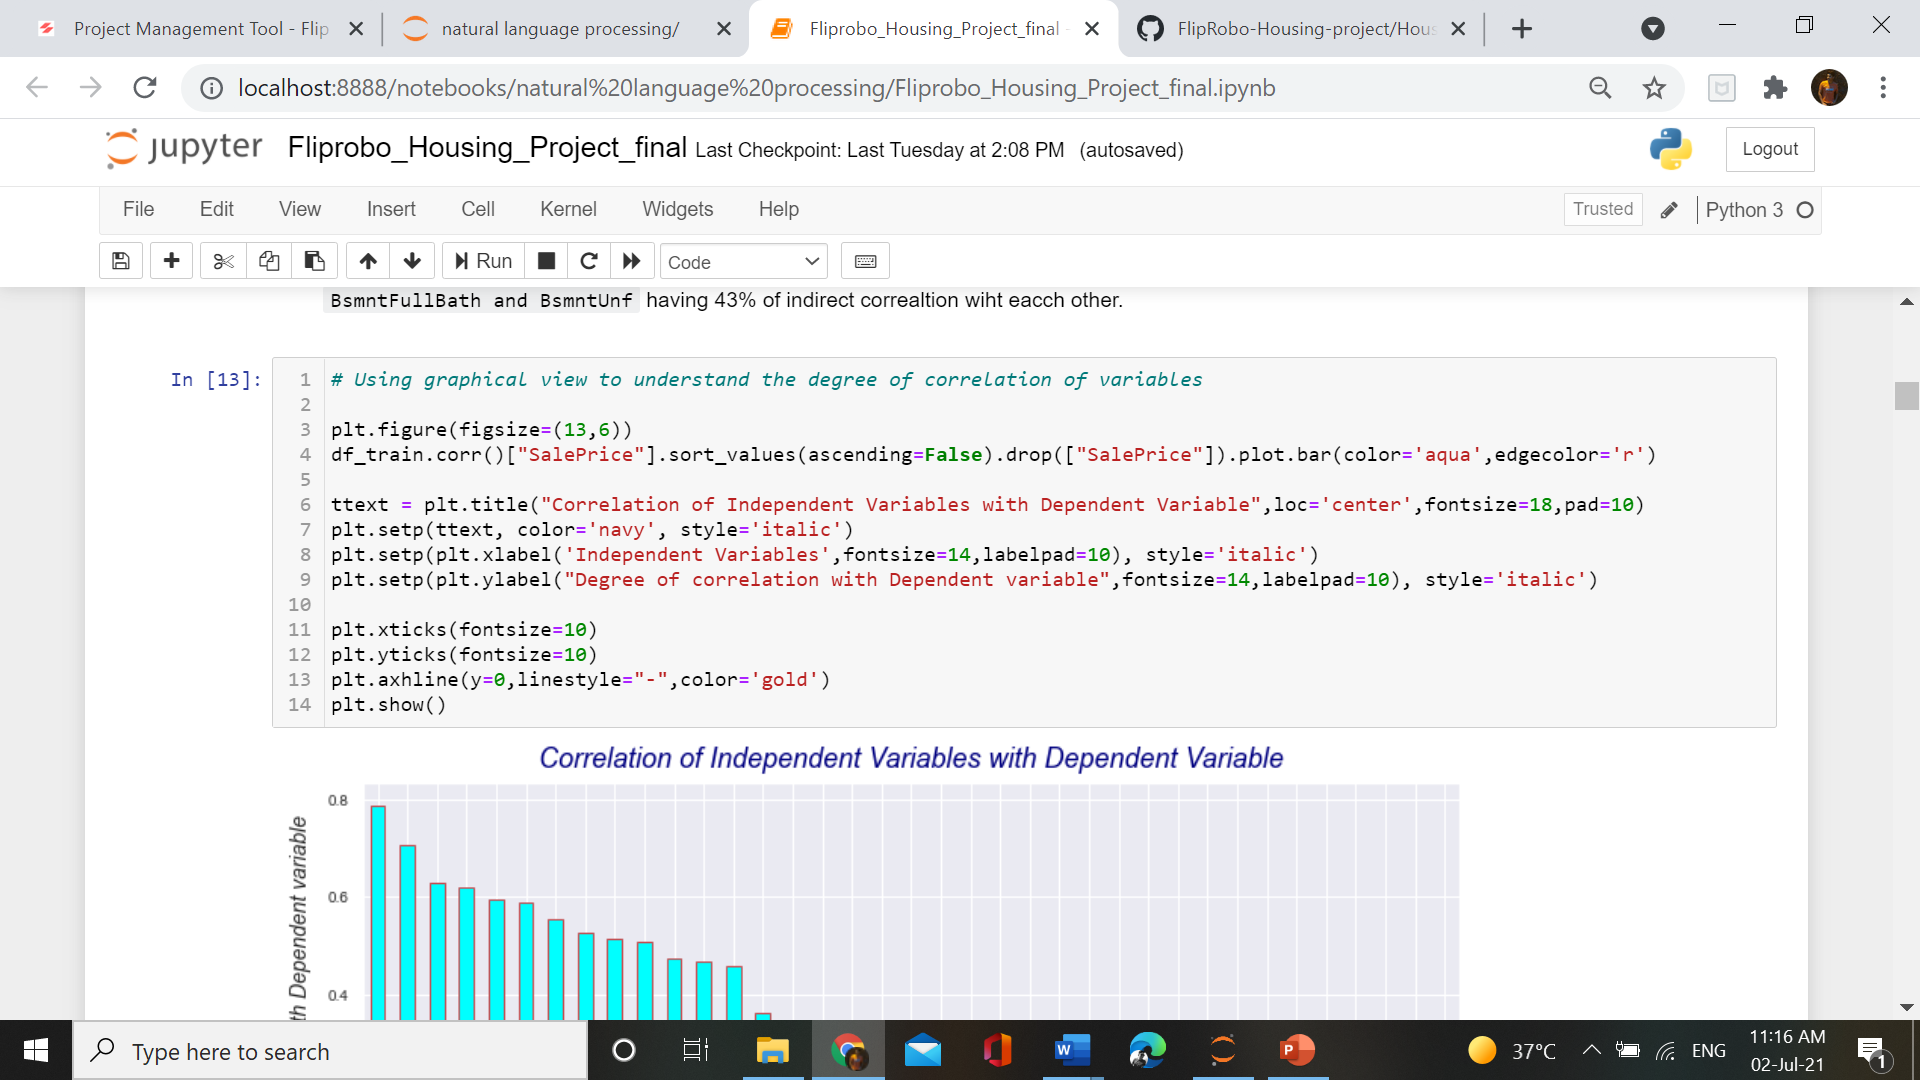 Project Management Tool - Flip
natural language processing/
Fliprobo_Housing_Project_final -
FlipRobo-Housing-project/Hous
localhost:8888/notebooks/natural%20language%20processing/Fliprobo_Housing_Project_final.ipynb
jupyter Fliprobo_Housing_Project_final Last Checkpoint: Last Tuesday at 2:08 PM (autosaved)
Logout
File Edit View Insert Cell Kernel Widgets Help
Trusted Python 3
Run Code
BsmntFullBath and BsmntUnf having 43% of indirect correaltion wiht eacch other.
In [13]:
1 # Using graphical view to understand the degree of correlation of variables
2
3 plt.figure(figsize=(13,6))
4 df_train.corr()["SalePrice"].sort_values(ascending=False).drop(["SalePrice"]).plot.bar(color='aqua',edgecolor='r')
5
6 ttext = plt.title("Correlation of Independent Variables with Dependent Variable",loc='center',fontsize=18,pad=10)
7 plt.setp(ttext, color='navy', style='italic')
8 plt.setp(plt.xlabel('Independent Variables',fontsize=14,labelpad=10), style='italic')
9 plt.setp(plt.ylabel("Degree of correlation with Dependent variable",fontsize=14,labelpad=10), style='italic')
10
11 plt.xticks(fontsize=10)
12 plt.yticks(fontsize=10)
13 plt.axhline(y=0,linestyle="-",color='gold')
14 plt.show()
Correlation of Independent Variables with Dependent Variable
0.8
0.6
0.4
th Dependent variable
Type here to search
W
P
37°C
ENG
11:16 AM
02-Jul-21
1